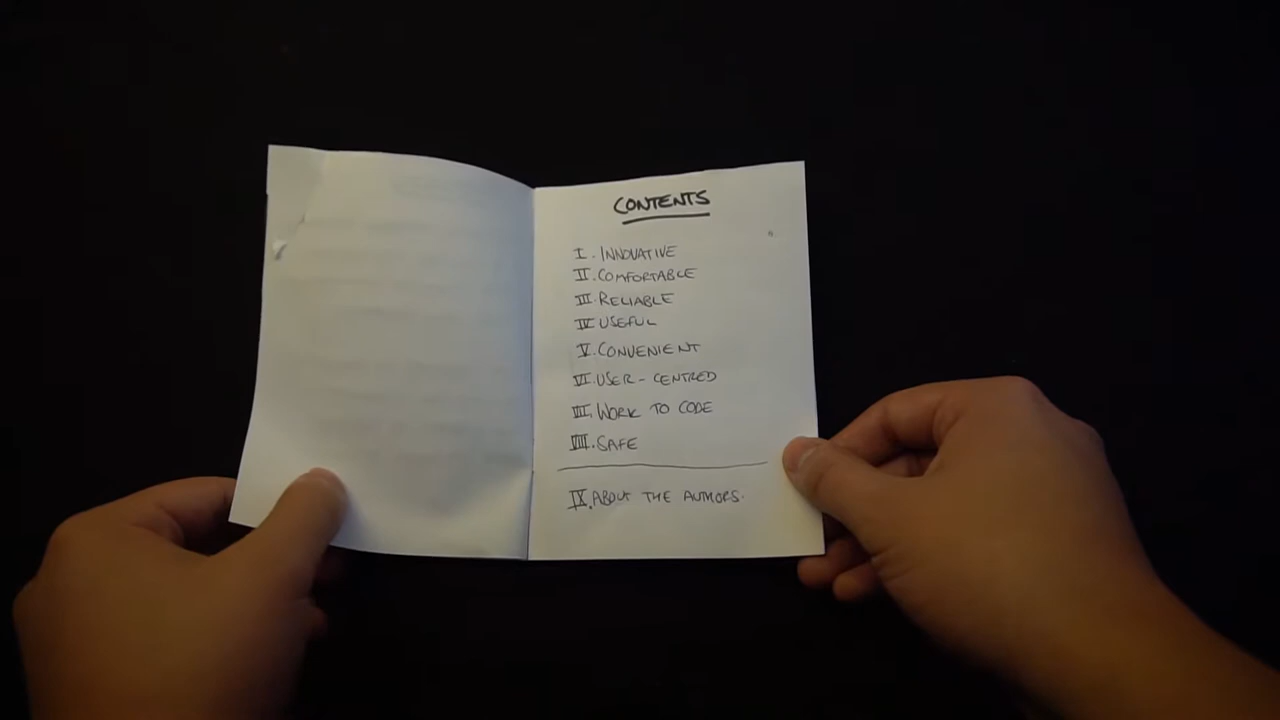 CONTENTS
I. INNOVATIVE
II. COMFORTABLE
III. RELIABLE
IV USEFUL
V. CONVENIENT
VI. USER-CENTRED
VII. WORK TO CODE
VIII. SAFE
IX. ABOUT THE AUTHORS.